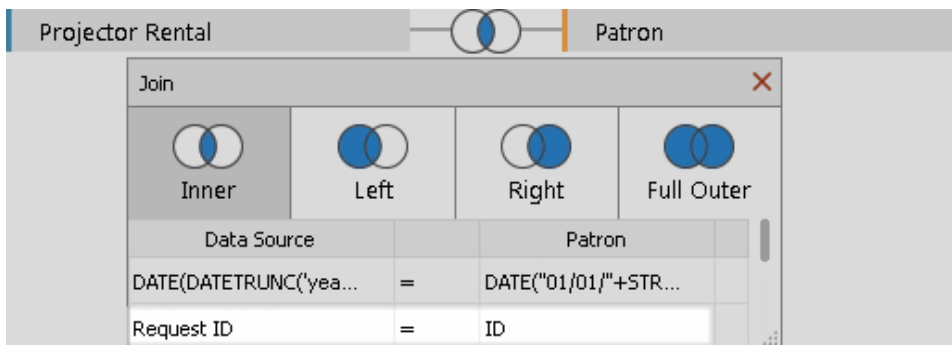 Projector Rental Patron
Join
Inner Left Right Full Outer
Data Source Patron
DATE(DATETRUNC('yea... = DATE("01/01/"+STR...
Request ID = ID